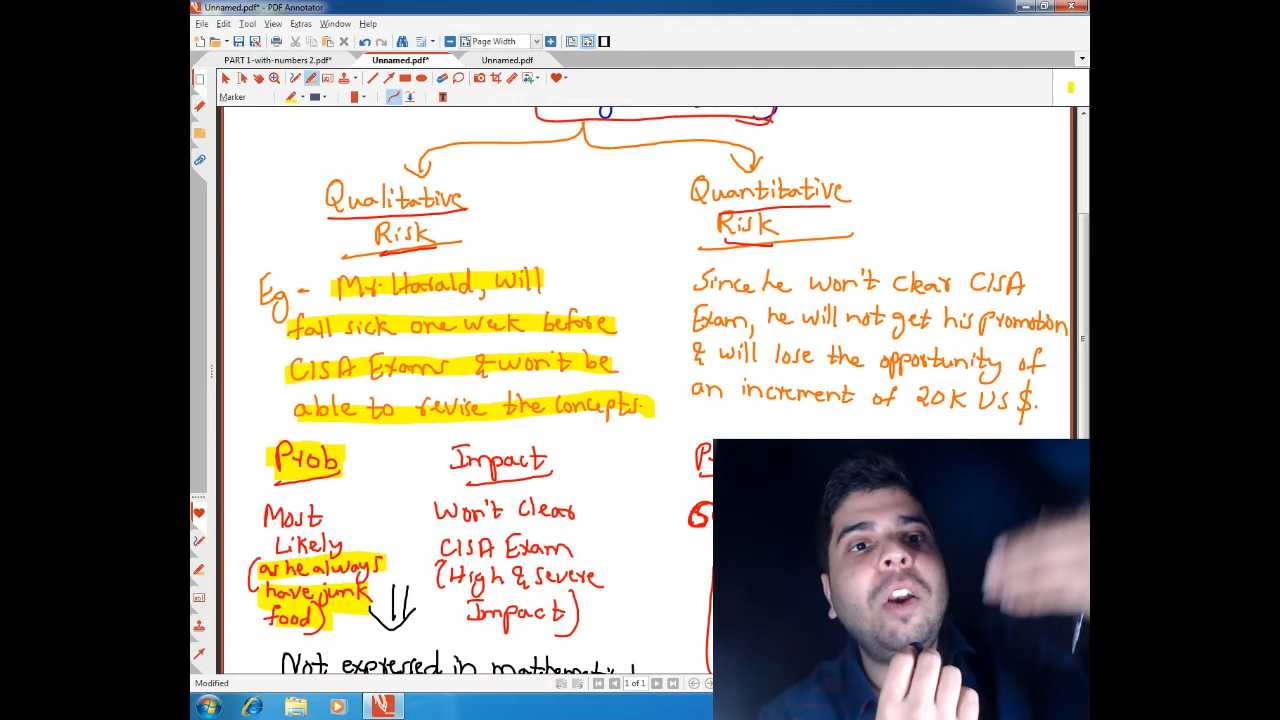 Unnamed.pdf* - PDF Annotator
File Edit Tool View Extras Window Help
Page Width
PART 1-with-numbers 2.pdf*
Unnamed.pdf*
Unnamed.pdf
Marker
Qualitative
Risk
Eg - Mr. Harald, will
fall sick one week before
CISA Exams & won't be
able to revise the concepts.
Prob
Most
Likely
(as he always
have junk
food)
Impact
Won't Clear
CISA Exam
(High & Severe
Impact)
Not expressed in
Quantitative
Risk
Since he won't clear CISA
Exam, he will not get his promotion
& will lose the opportunity of
an increment of 20K US $.
Modified
1 of 1